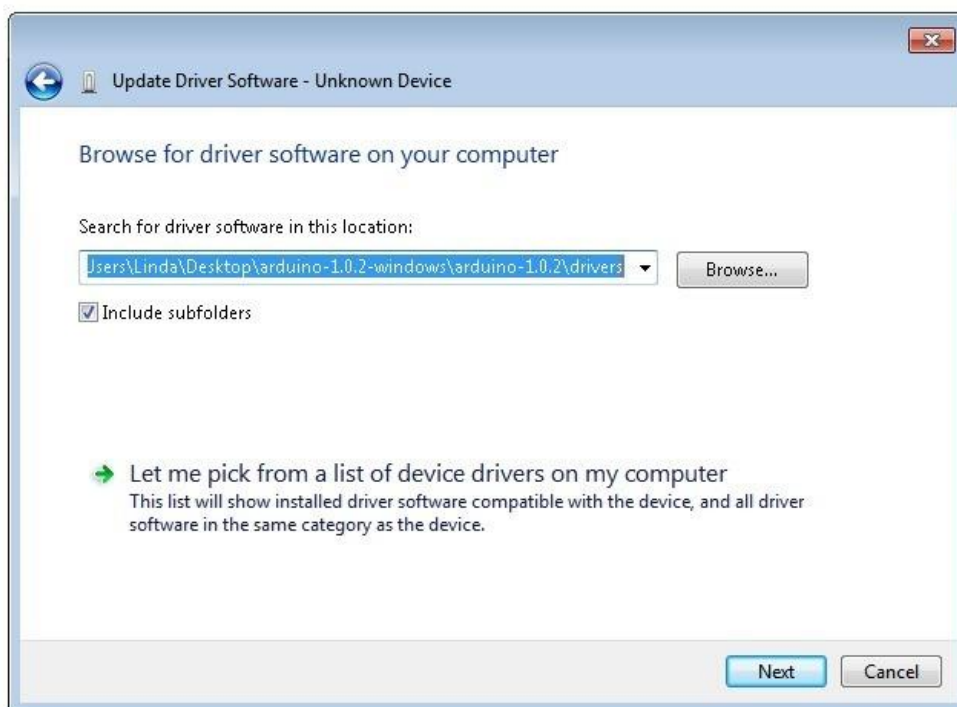 Update Driver Software - Unknown Device
Browse for driver software on your computer
Search for driver software in this location:
Users\Linda\Desktop\arduino-1.0.2-windows\arduino-1.0.2\drivers
Browse...
Include subfolders
Let me pick from a list of device drivers on my computer
This list will show installed driver software compatible with the device, and all driver
software in the same category as the device.
Next
Cancel